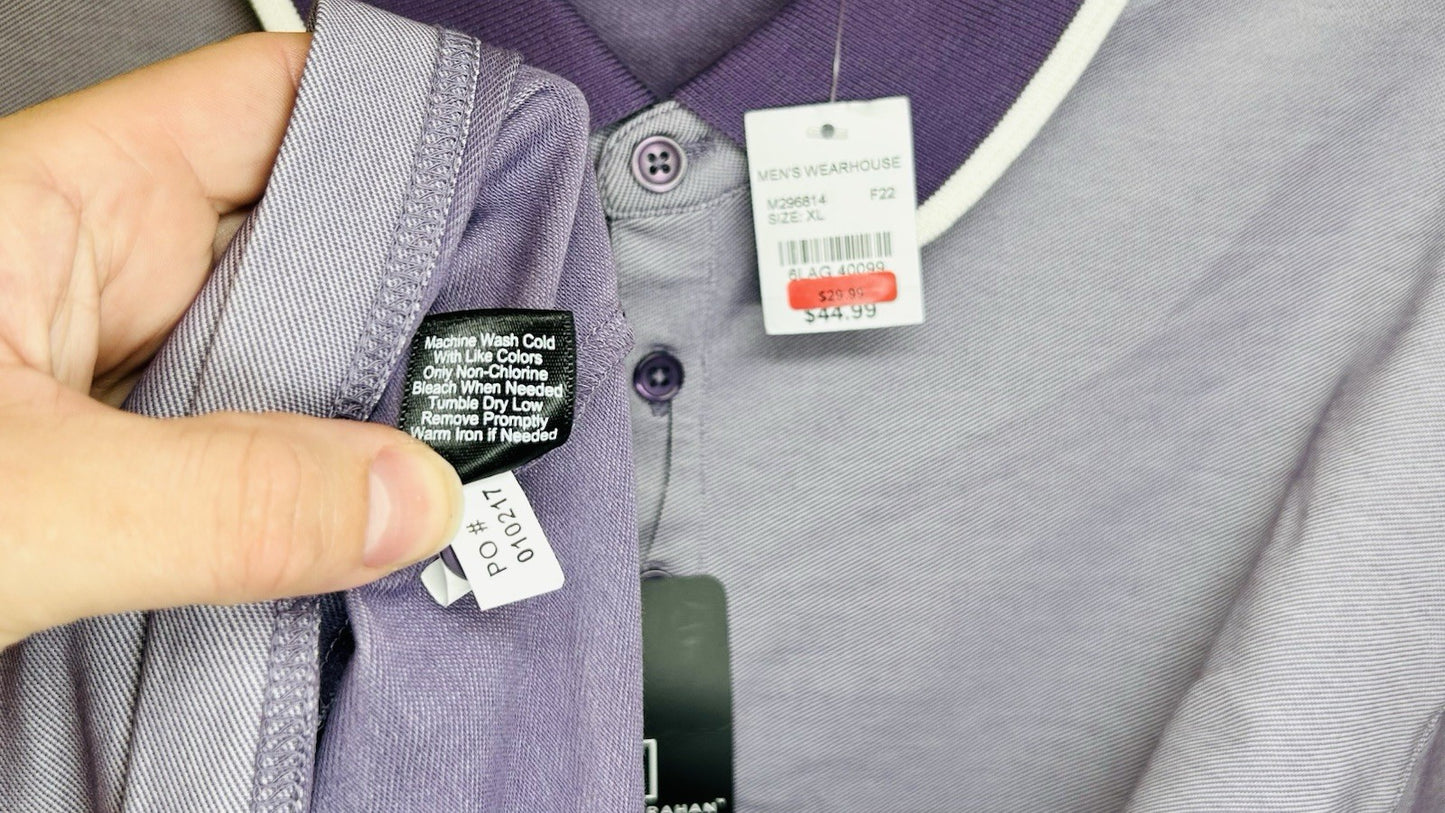 MEN'S WEARHOUSE
M296814 F22
SIZE: XL
6LAG 40099
$29.99
$44.99
Machine Wash Cold
With Like Colors
Only Non-Chlorine
Bleach When Needed
Tumble Dry Low
Remove Promptly
Warm Iron if Needed
PO#
010217
RAHAN™